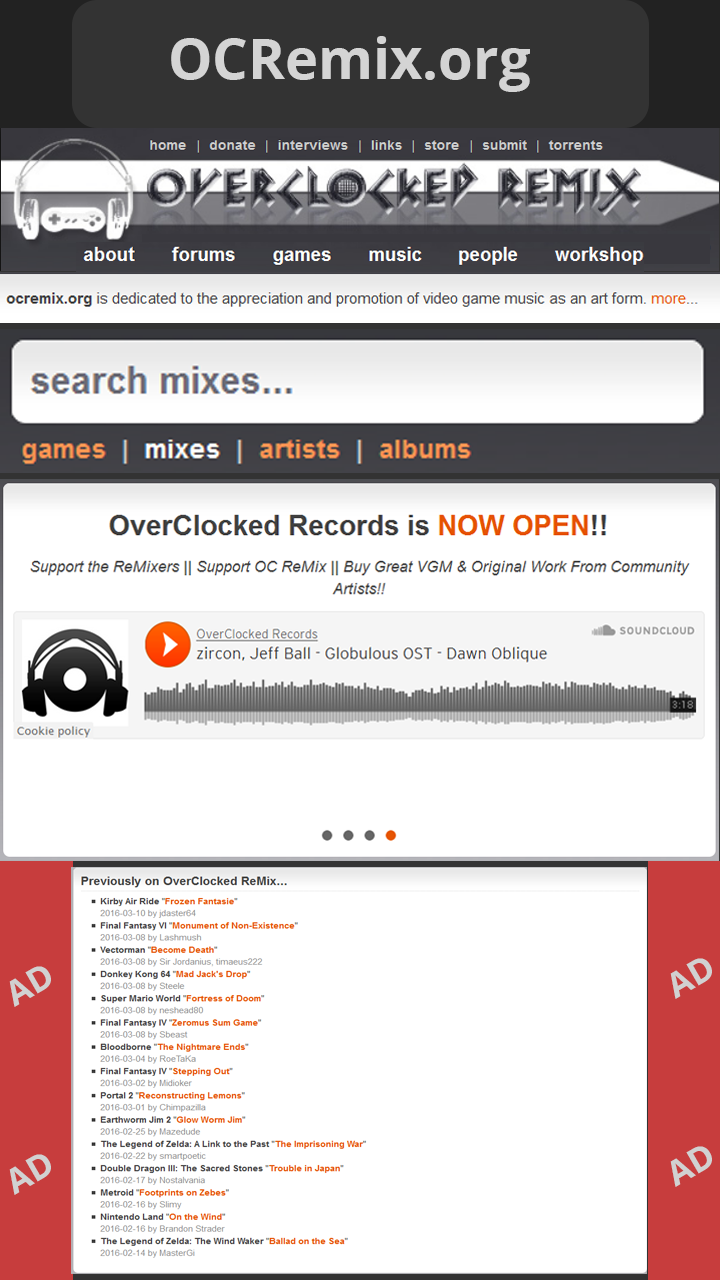 OCRemix.org
home | donate | interviews | links | store | submit | torrents
OVERCLOCKED REMIX
about forums games music people workshop
ocremix.org is dedicated to the appreciation and promotion of video game music as an art form. more...
search mixes...
games | mixes | artists | albums
OverClocked Records is NOW OPEN!!
Support the ReMixers || Support OC ReMix || Buy Great VGM & Original Work From Community
Artists!!
OverClocked Records
SOUNDCLOUD
zircon, Jeff Ball - Globulous OST - Dawn Oblique
3:18
Cookie policy
Previously on OverClocked ReMix...
Kirby Air Ride "Frozen Fantasie"
2016-03-10 by jdaster64
Final Fantasy VI "Monument of Non-Existence"
2016-03-08 by Lashmush
Vectorman "Become Death"
2016-03-08 by Sir Jordanius, timaeus222
Donkey Kong 64 "Mad Jack's Drop"
2016-03-08 by Steele
Super Mario World "Fortress of Doom"
2016-03-08 by neshead80
Final Fantasy IV "Zeromus Sum Game"
2016-03-08 by Sbeast
Bloodborne "The Nightmare Ends"
2016-03-04 by RoeTaKa
Final Fantasy IV "Stepping Out"
2016-03-02 by Midioker
Portal 2 "Reconstructing Lemons"
2016-03-01 by Chimpazilla
Earthworm Jim 2 "Glow Worm Jim"
2016-02-25 by Mazedude
The Legend of Zelda: A Link to the Past "The Imprisoning War"
2016-02-22 by smartpoetic
Double Dragon III: The Sacred Stones "Trouble in Japan"
2016-02-17 by Nostalvania
Metroid "Footprints on Zebes"
2016-02-16 by Slimy
Nintendo Land "On the Wind"
2016-02-16 by Brandon Strader
The Legend of Zelda: The Wind Waker "Ballad on the Sea"
2016-02-14 by MasterGi
AD
AD
AD
AD